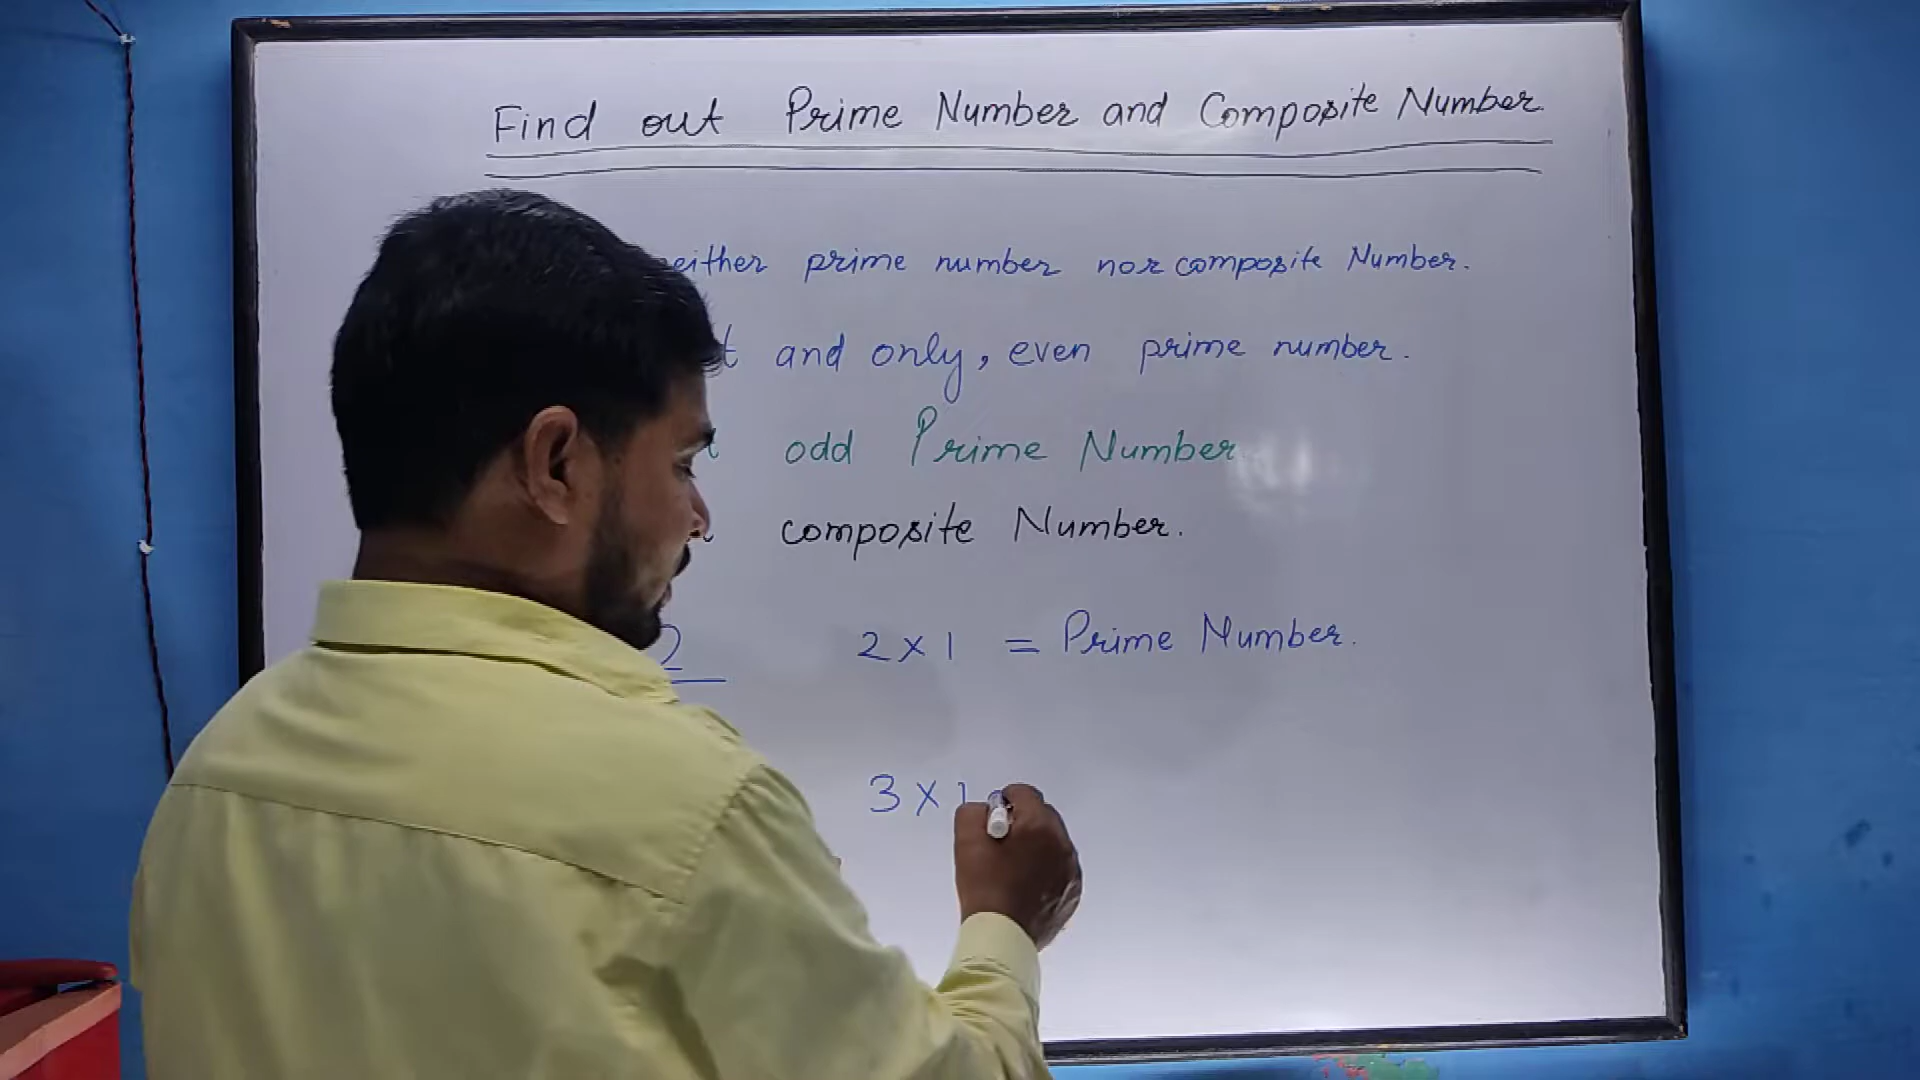 Find out Prime Number and Composite Number.
neither prime number nor composite Number.
and only, even prime number.
odd Prime Number
composite Number.
2 2 x 1 = Prime Number.
3 x 1